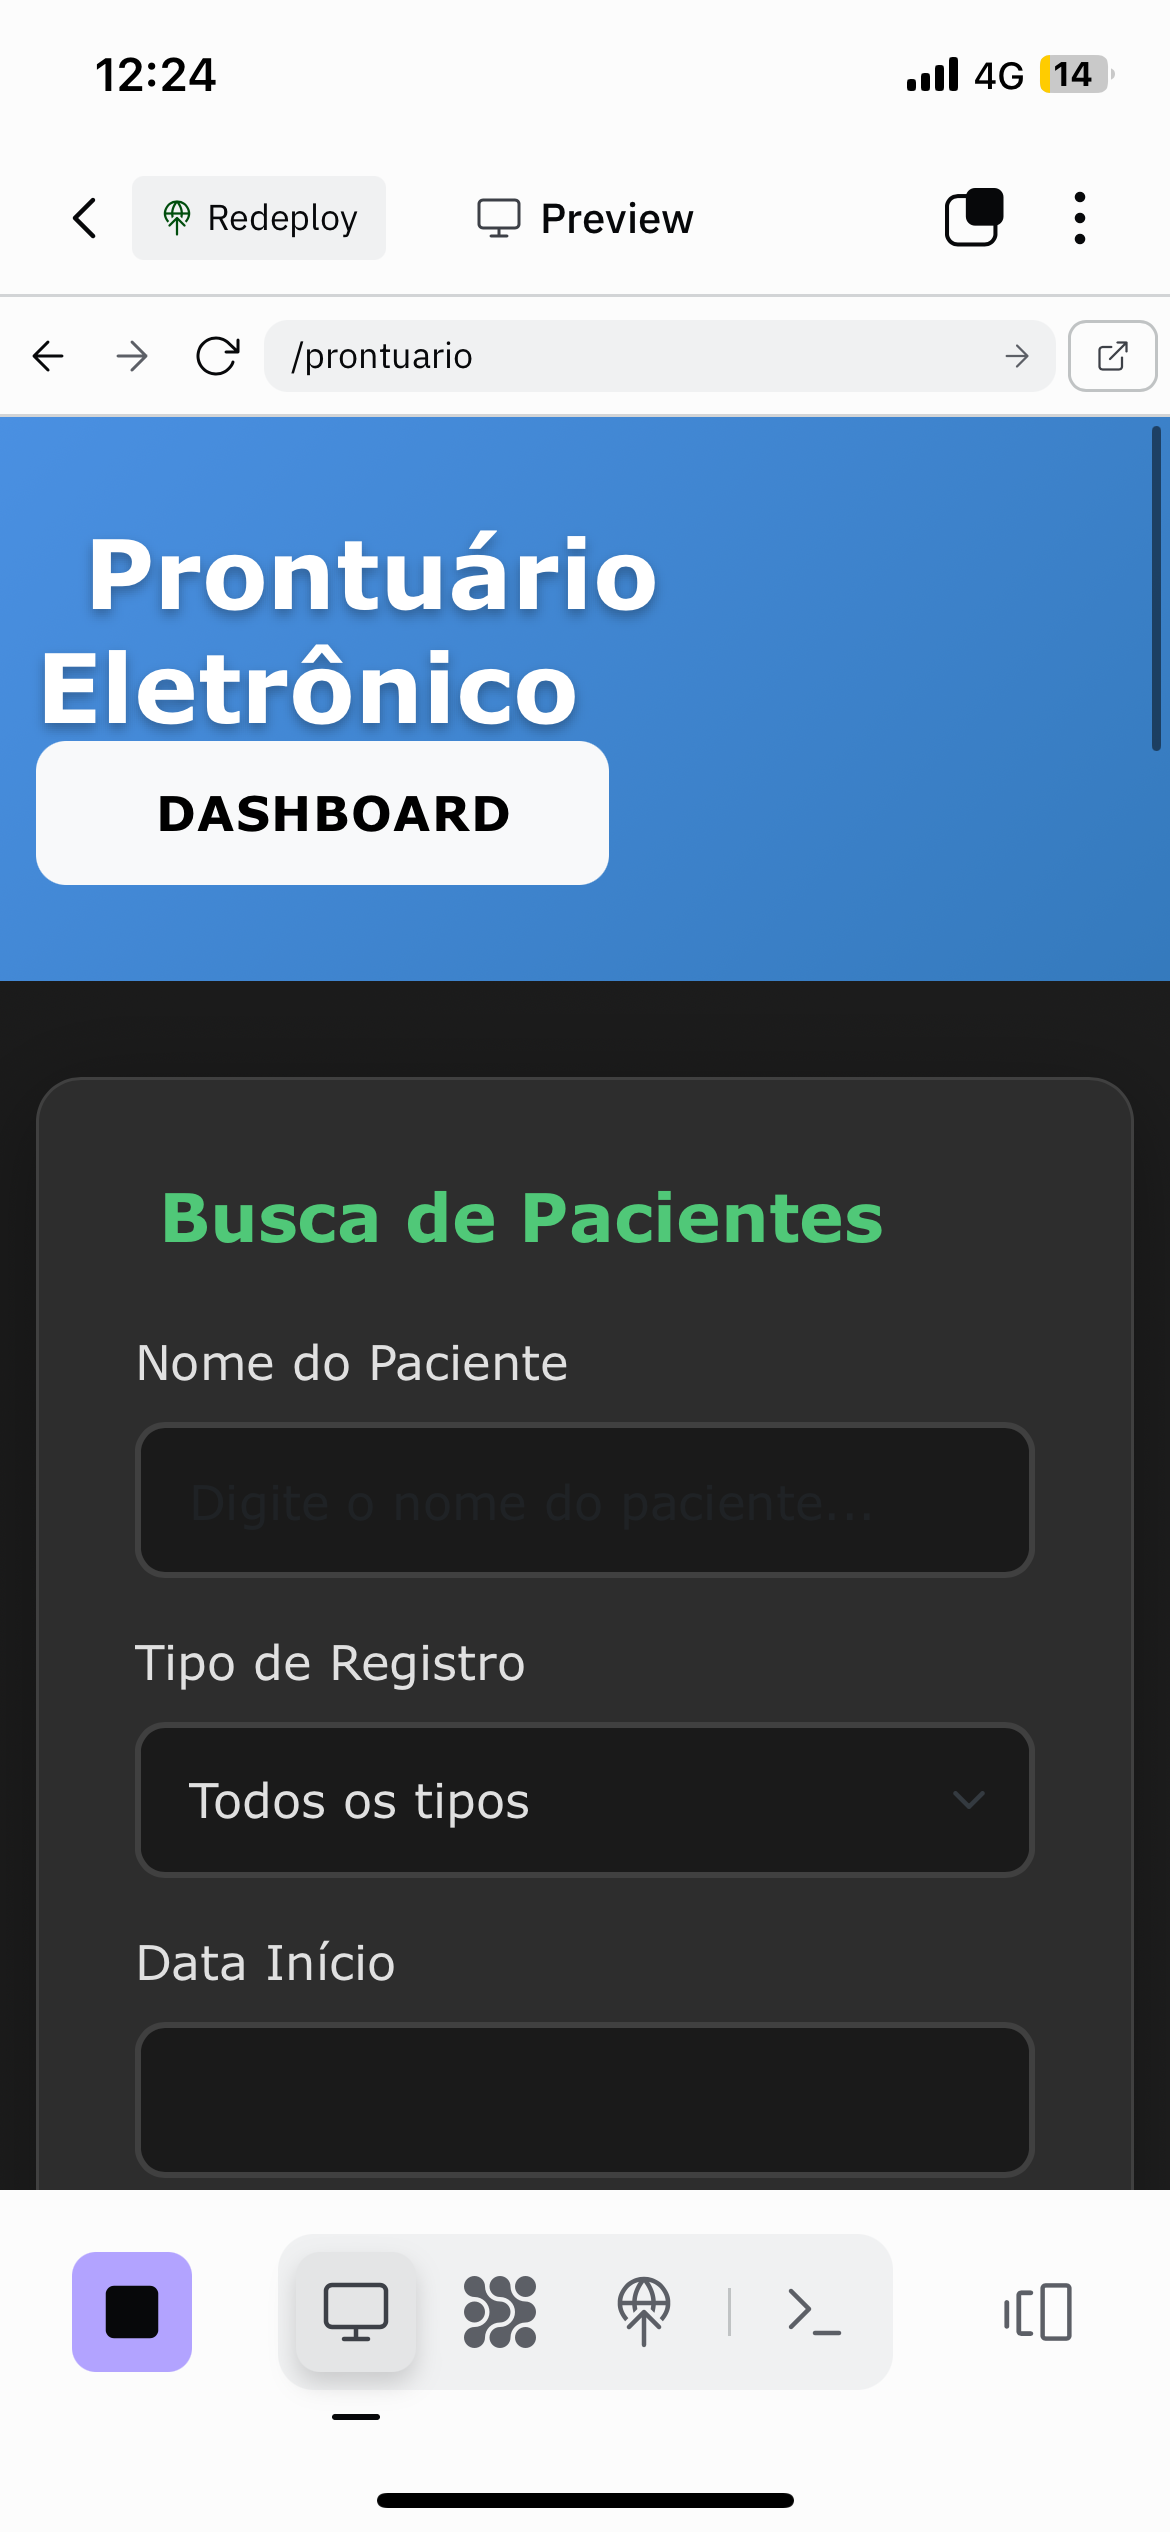 12:24
4G 14
Redeploy
Preview
/prontuario
Prontuário
Eletrônico
DASHBOARD
Busca de Pacientes
Nome do Paciente
Digite o nome do paciente...
Tipo de Registro
Todos os tipos
Data Início